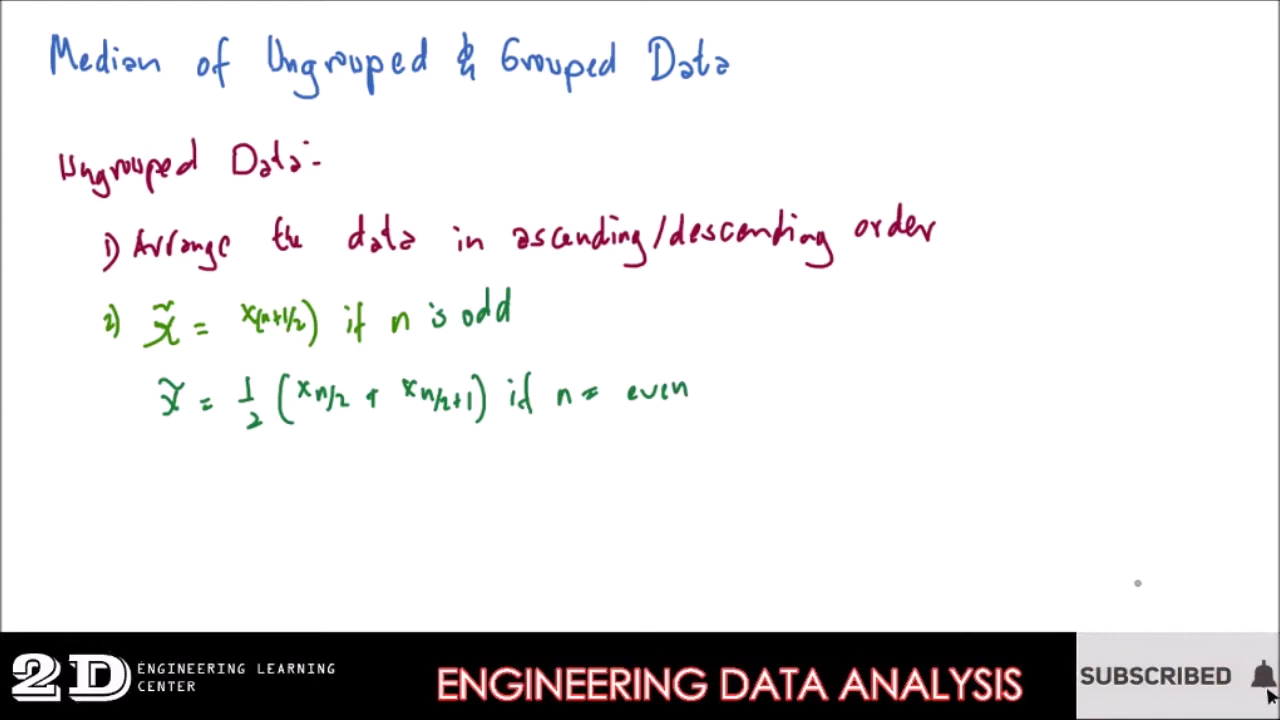 Median of Ungrouped & Grouped Data
Ungrouped Data:
1) Arrange the data in ascending/descending order
2) x̃ = x(n+1/2) if n is odd
x̃ = 1/2 (xn/2 + xn/2+1) if n = even
2D ENGINEERING LEARNING
CENTER
ENGINEERING DATA ANALYSIS
SUBSCRIBED